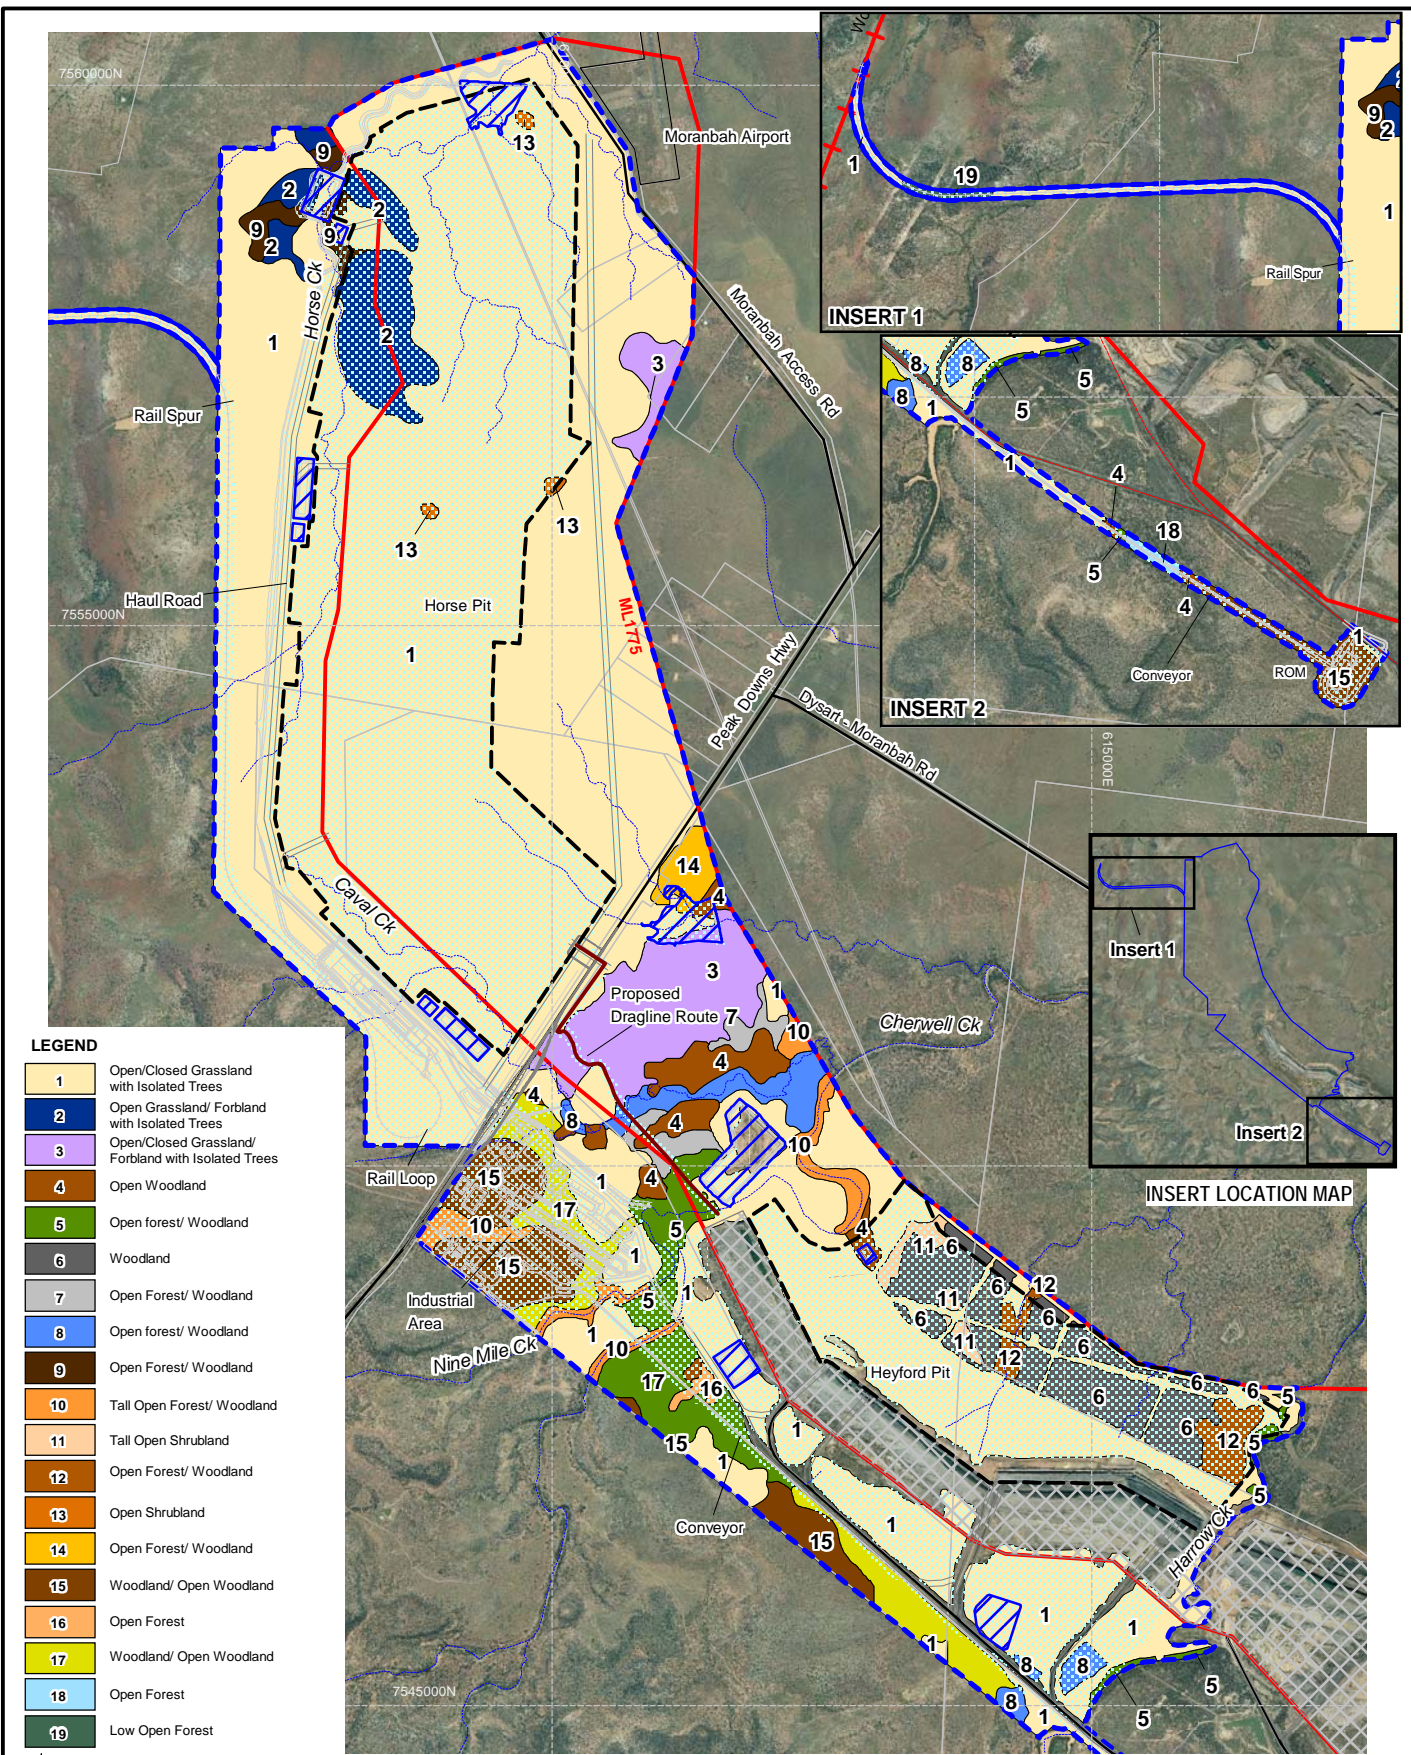 7560000N
13
Moranbah Airport
9
2
2
9
9
2
Horse Ck
1
2
3
Moranbah Access Rd
Rail Spur
13
13
Haul Road
Horse Pit
7555000N
ML1775
1
Peak Downs Hwy
Dysart - Moranbah Rd
615000E
14
4
Caval Ck
3
1
Proposed
Dragline Route
7
10
Cherwell Ck
4
4
8
4
10
Rail Loop
15
1
4
17
10
5
4
15
1
11
6
12
Industrial
Area
5
1
11
6
6
6
Nine Mile Ck
1
10
6
12
Heyford Pit
17
16
6
6
6
5
6
12
5
15
1
1
5
Conveyor
15
1
Harrow Ck
1
1
1
8
8
5
8
1
5
7545000N
INSERT 1
Wo
1
19
9
2
2
1
Rail Spur
INSERT 2
8
8
5
8
1
5
1
4
18
5
4
1
Conveyor
ROM
15
Insert 1
Insert 2
INSERT LOCATION MAP
LEGEND
1 Open/Closed Grassland
with Isolated Trees
2 Open Grassland/ Forbland
with Isolated Trees
3 Open/Closed Grassland/
Forbland with Isolated Trees
4 Open Woodland
5 Open forest/ Woodland
6 Woodland
7 Open Forest/ Woodland
8 Open forest/ Woodland
9 Open Forest/ Woodland
10 Tall Open Forest/ Woodland
11 Tall Open Shrubland
12 Open Forest/ Woodland
13 Open Shrubland
14 Open Forest/ Woodland
15 Woodland/ Open Woodland
16 Open Forest
17 Woodland/ Open Woodland
18 Open Forest
19 Low Open Forest